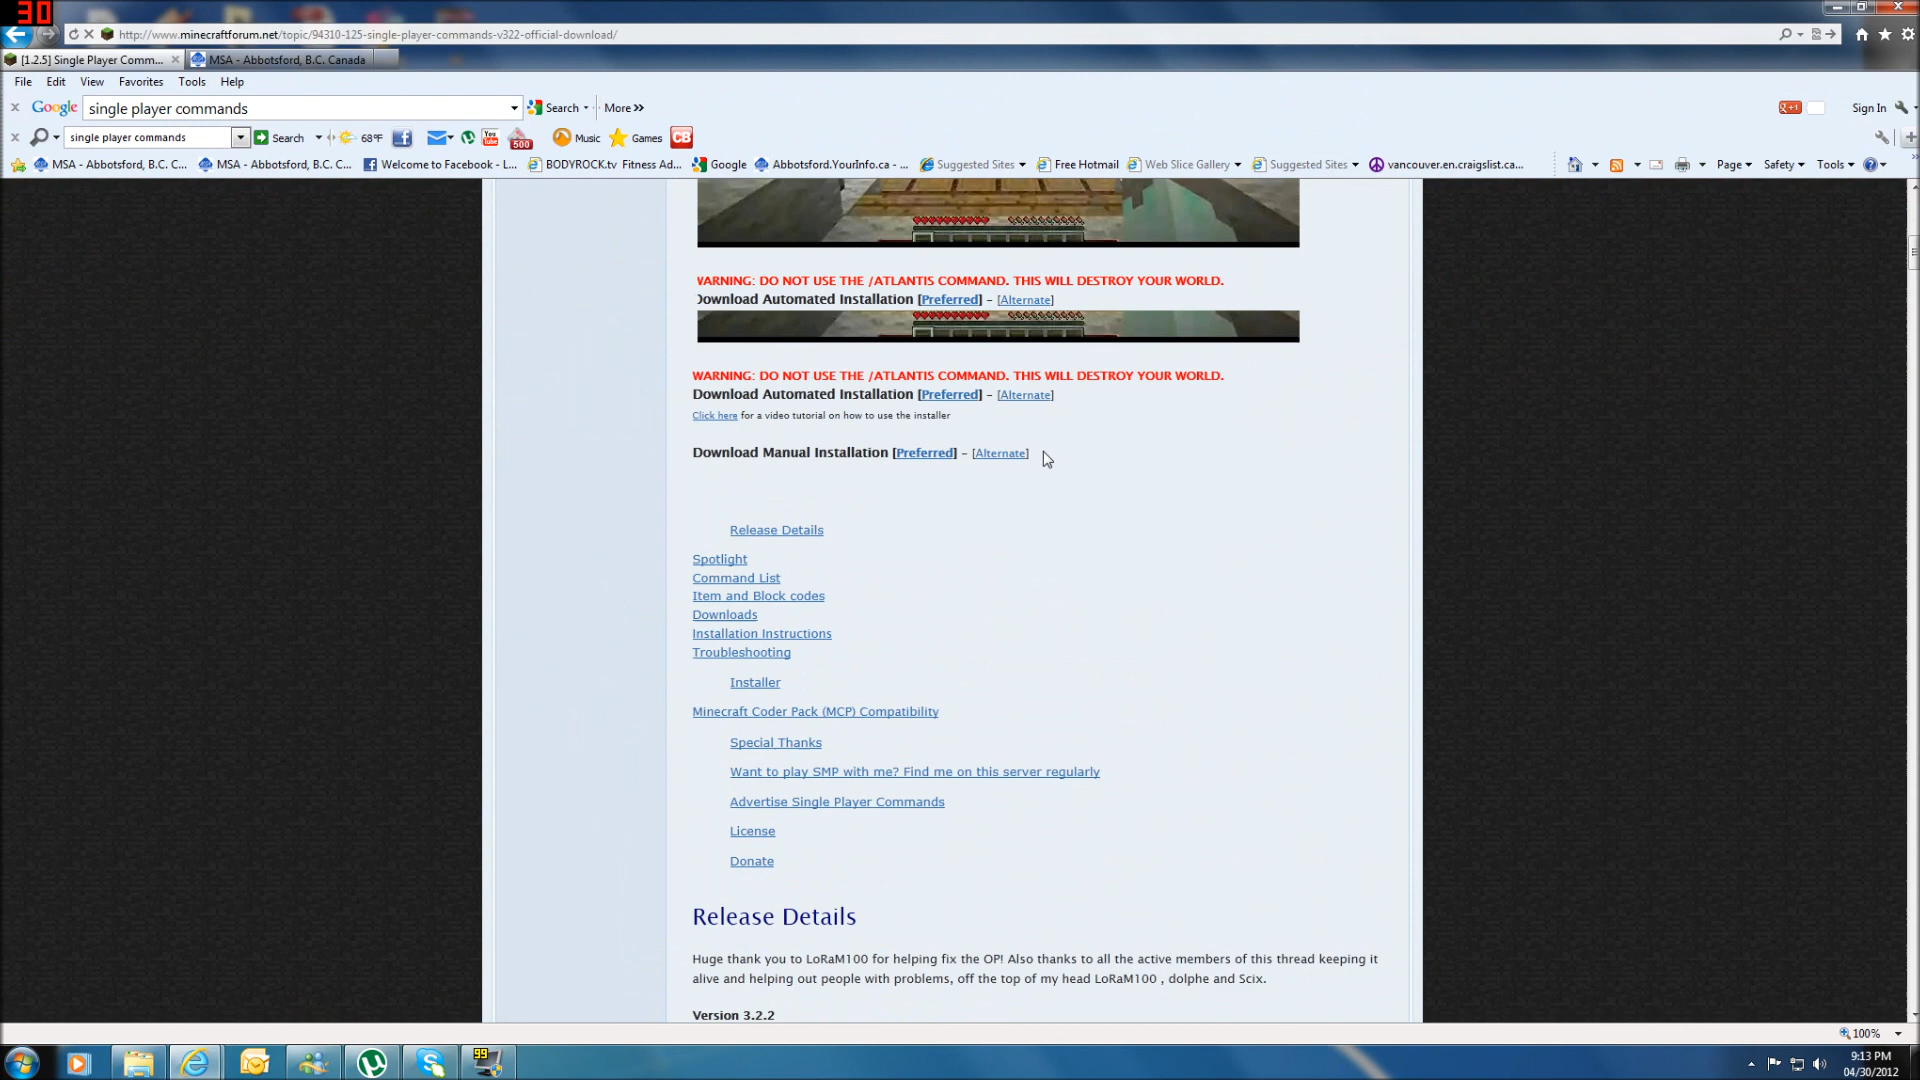 30
http://www.minecraftforum.net/topic/94310-125-single-player-commands-v322-official-download/
[1.2.5] Single Player Comm...
MSA - Abbotsford, B.C. Canada
File Edit View Favorites Tools Help
Google single player commands Search More »
Sign In
single player commands Search 68°F You Tube 500 Music Games CB
MSA - Abbotsford, B.C. C... MSA - Abbotsford, B.C. C... Welcome to Facebook - L... BODYROCK.tv Fitness Ad... Google Abbotsford.YourInfo.ca - ... Suggested Sites Free Hotmail Web Slice Gallery Suggested Sites vancouver.en.craigslist.ca... Page Safety Tools
WARNING: DO NOT USE THE /ATLANTIS COMMAND. THIS WILL DESTROY YOUR WORLD.
Download Automated Installation [Preferred] - [Alternate]
WARNING: DO NOT USE THE /ATLANTIS COMMAND. THIS WILL DESTROY YOUR WORLD.
Download Automated Installation [Preferred] - [Alternate]
Click here for a video tutorial on how to use the installer
Download Manual Installation [Preferred] - [Alternate]
Release Details
Spotlight
Command List
Item and Block codes
Downloads
Installation Instructions
Troubleshooting
Installer
Minecraft Coder Pack (MCP) Compatibility
Special Thanks
Want to play SMP with me? Find me on this server regularly
Advertise Single Player Commands
License
Donate
Release Details
Huge thank you to LoRaM100 for helping fix the OP! Also thanks to all the active members of this thread keeping it
alive and helping out people with problems, off the top of my head LoRaM100 , dolphe and Scix.
Version 3.2.2
100%
99
9:13 PM
04/30/2012